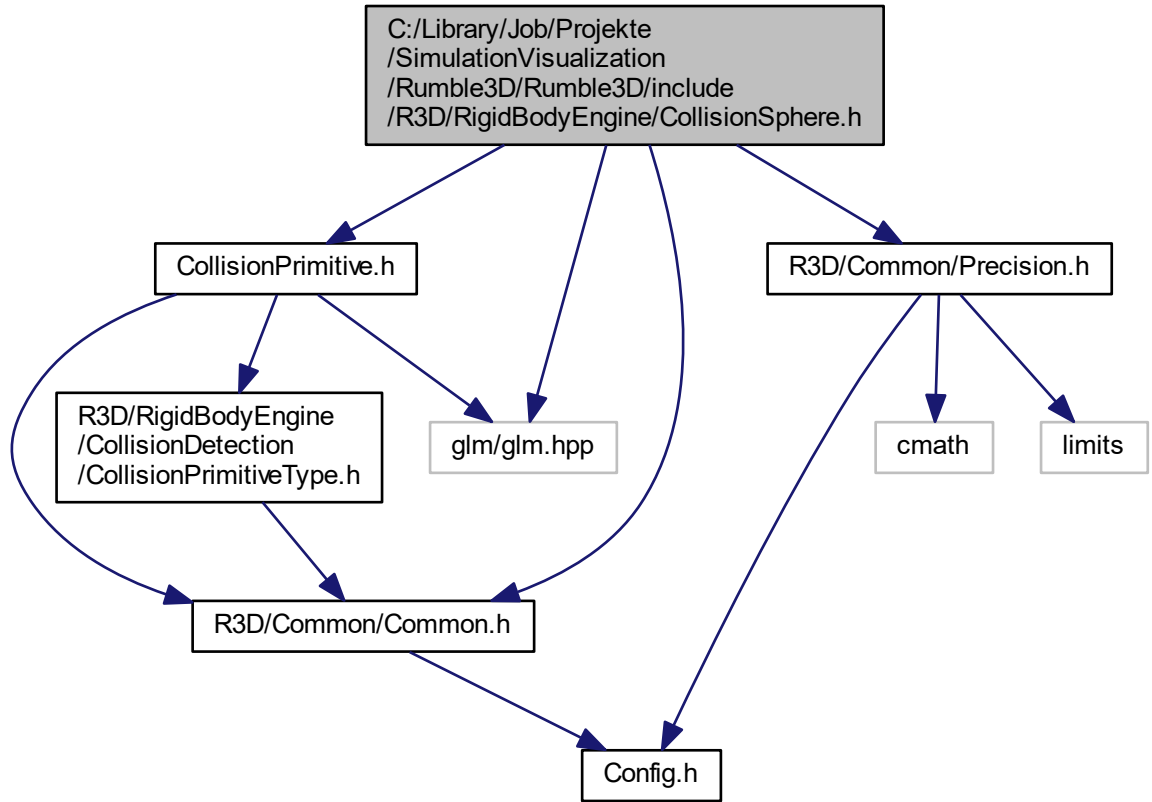 C:/Library/Job/Projekte
/SimulationVisualization
/Rumble3D/Rumble3D/include
/R3D/RigidBodyEngine/CollisionSphere.h
CollisionPrimitive.h
R3D/Common/Precision.h
R3D/RigidBodyEngine
/CollisionDetection
/CollisionPrimitiveType.h
glm/glm.hpp
cmath
limits
R3D/Common/Common.h
Config.h